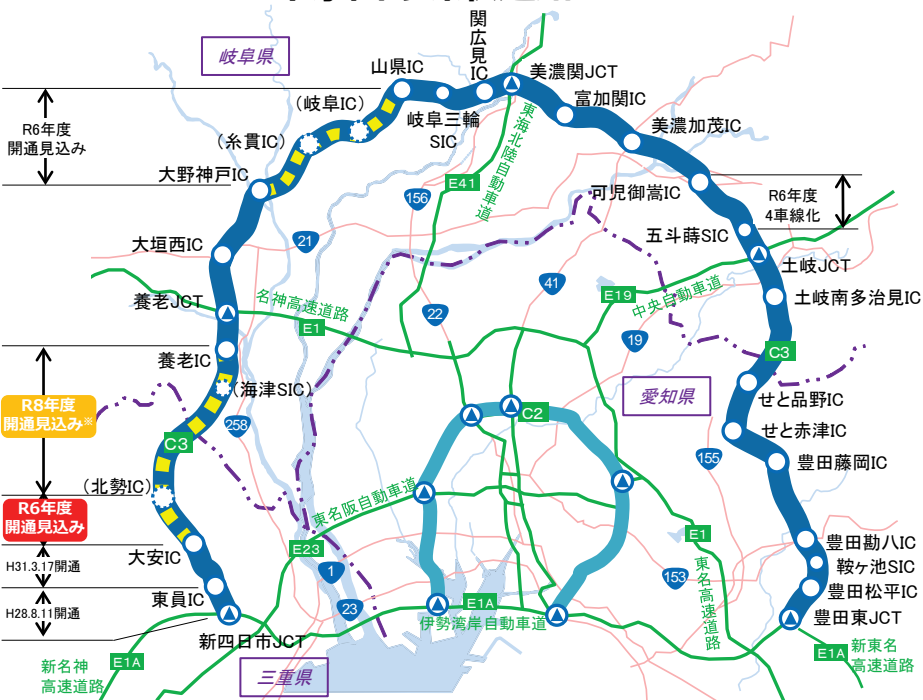 関広見IC
岐阜県
山県IC
美濃関JCT
(岐阜IC)
富加関IC
岐阜三輪
SIC
R6年度
開通見込み
(糸貫IC)
東海北陸自動車道
美濃加茂IC
大野神戸IC
E41
156
可児御嵩IC
R6年度
4車線化
大垣西IC
21
五斗蒔SIC
土岐JCT
養老JCT
名神高速道路
E1
22
41
E19
中央自動車道
土岐南多治見IC
養老IC
19
C3
(海津SIC)
愛知県
せと品野IC
R8年度
開通見込み※
258
C2
せと赤津IC
C3
155
豊田藤岡IC
(北勢IC)
東名阪自動車道
R6年度
開通見込み
E1
豊田勘八IC
大安IC
E23
鞍ヶ池SIC
H31.3.17開通
1
153
東名高速道路
豊田松平IC
東員IC
23
E1A
伊勢湾岸自動車道
豊田東JCT
H28.8.11開通
新四日市JCT
新名神
高速道路
E1A
三重県
E1A
新東名
高速道路